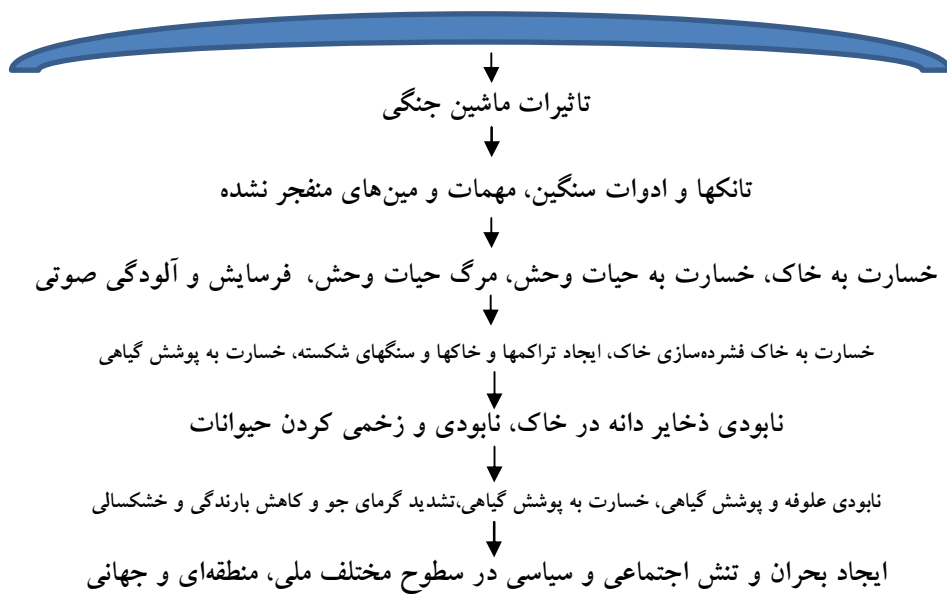 تاثیرات ماشین جنگی
تانکها و ادوات سنگین، مهمات و مین‌های منفجر نشده
خسارت به خاک، خسارت به حیات وحش، مرگ حیات وحش، فرسایش و آلودگی صوتی
خسارت به خاک فشرده‌سازی خاک، ایجاد تراکمها و خاکها و سنگهای شکسته، خسارت به پوشش گیاهی
نابودی ذخایر دانه در خاک، نابودی و زخمی کردن حیوانات
نابودی علوفه و پوشش گیاهی، خسارت به پوشش گیاهی،تشدید گرمای جو و کاهش بارندگی و خشکسالی
ایجاد بحران و تنش اجتماعی و سیاسی در سطوح مختلف ملی، منطقه‌ای و جهانی